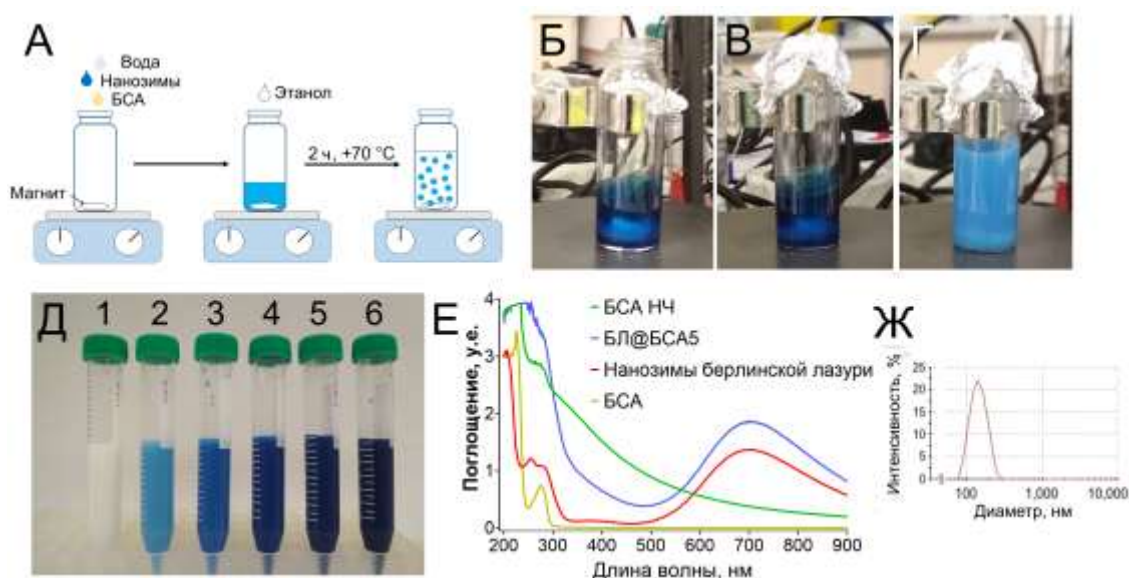 А
Вода
Нанозимы
БСА
Этанол
2 ч, +70 °C
Магнит
Б
В
Г
Д
1 2 3 4 5 6
Е
Поглощение, у.е.
4
3
2
1
0
200 300 400 500 600 700 800 900
Длина волны, нм
БСА НЧ
БЛ@БСА5
Нанозимы берлинской лазури
БСА
Ж
Интенсивность, %
25
20
15
10
5
0
100 1,000 10,000
Диаметр, нм